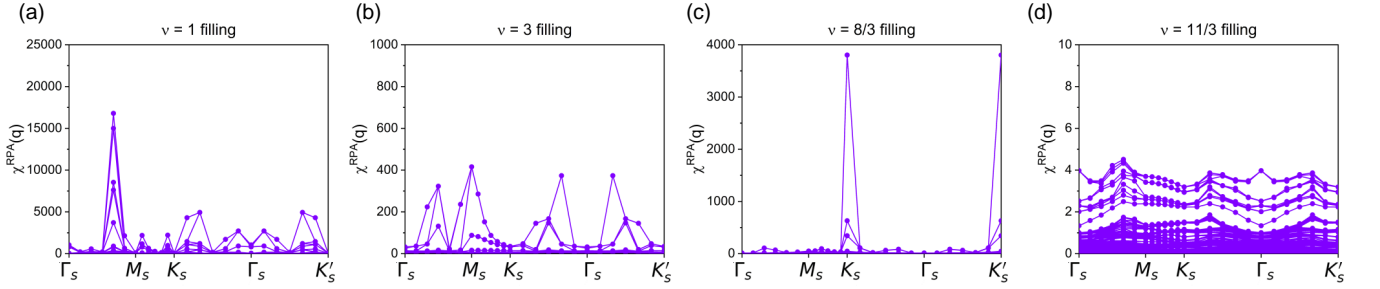 (a)
ν = 1 filling
χᴿᴾᴬ(q)
25000
20000
15000
10000
5000
0
Γₛ Mₛ Kₛ Γₛ K′ₛ
(b)
ν = 3 filling
χᴿᴾᴬ(q)
1000
800
600
400
200
0
Γₛ Mₛ Kₛ Γₛ K′ₛ
(c)
ν = 8/3 filling
χᴿᴾᴬ(q)
4000
3000
2000
1000
0
Γₛ Mₛ Kₛ Γₛ K′ₛ
(d)
ν = 11/3 filling
χᴿᴾᴬ(q)
10
8
6
4
2
0
Γₛ Mₛ Kₛ Γₛ K′ₛ